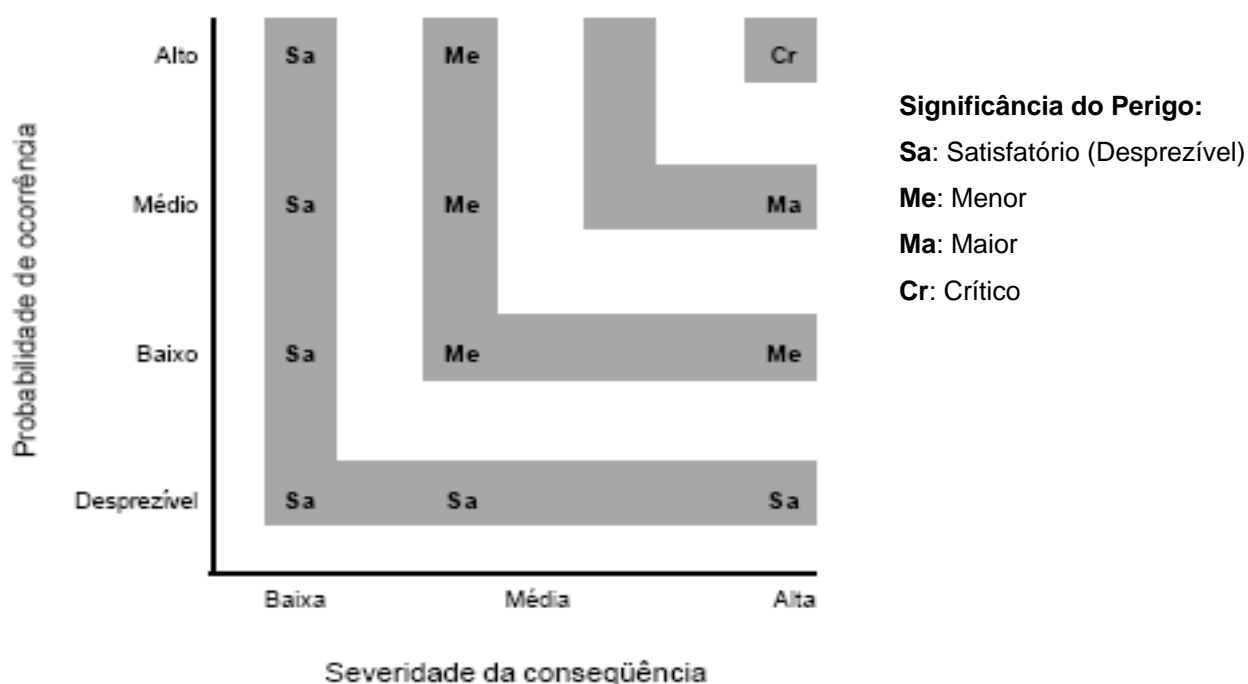 Probabilidade de ocorrência
Alto Sa Me Cr
Médio Sa Me Ma
Baixo Sa Me Me
Desprezível Sa Sa Sa
Baixa Média Alta
Severidade da conseqüência
Significância do Perigo:
Sa: Satisfatório (Desprezível)
Me: Menor
Ma: Maior
Cr: Crítico